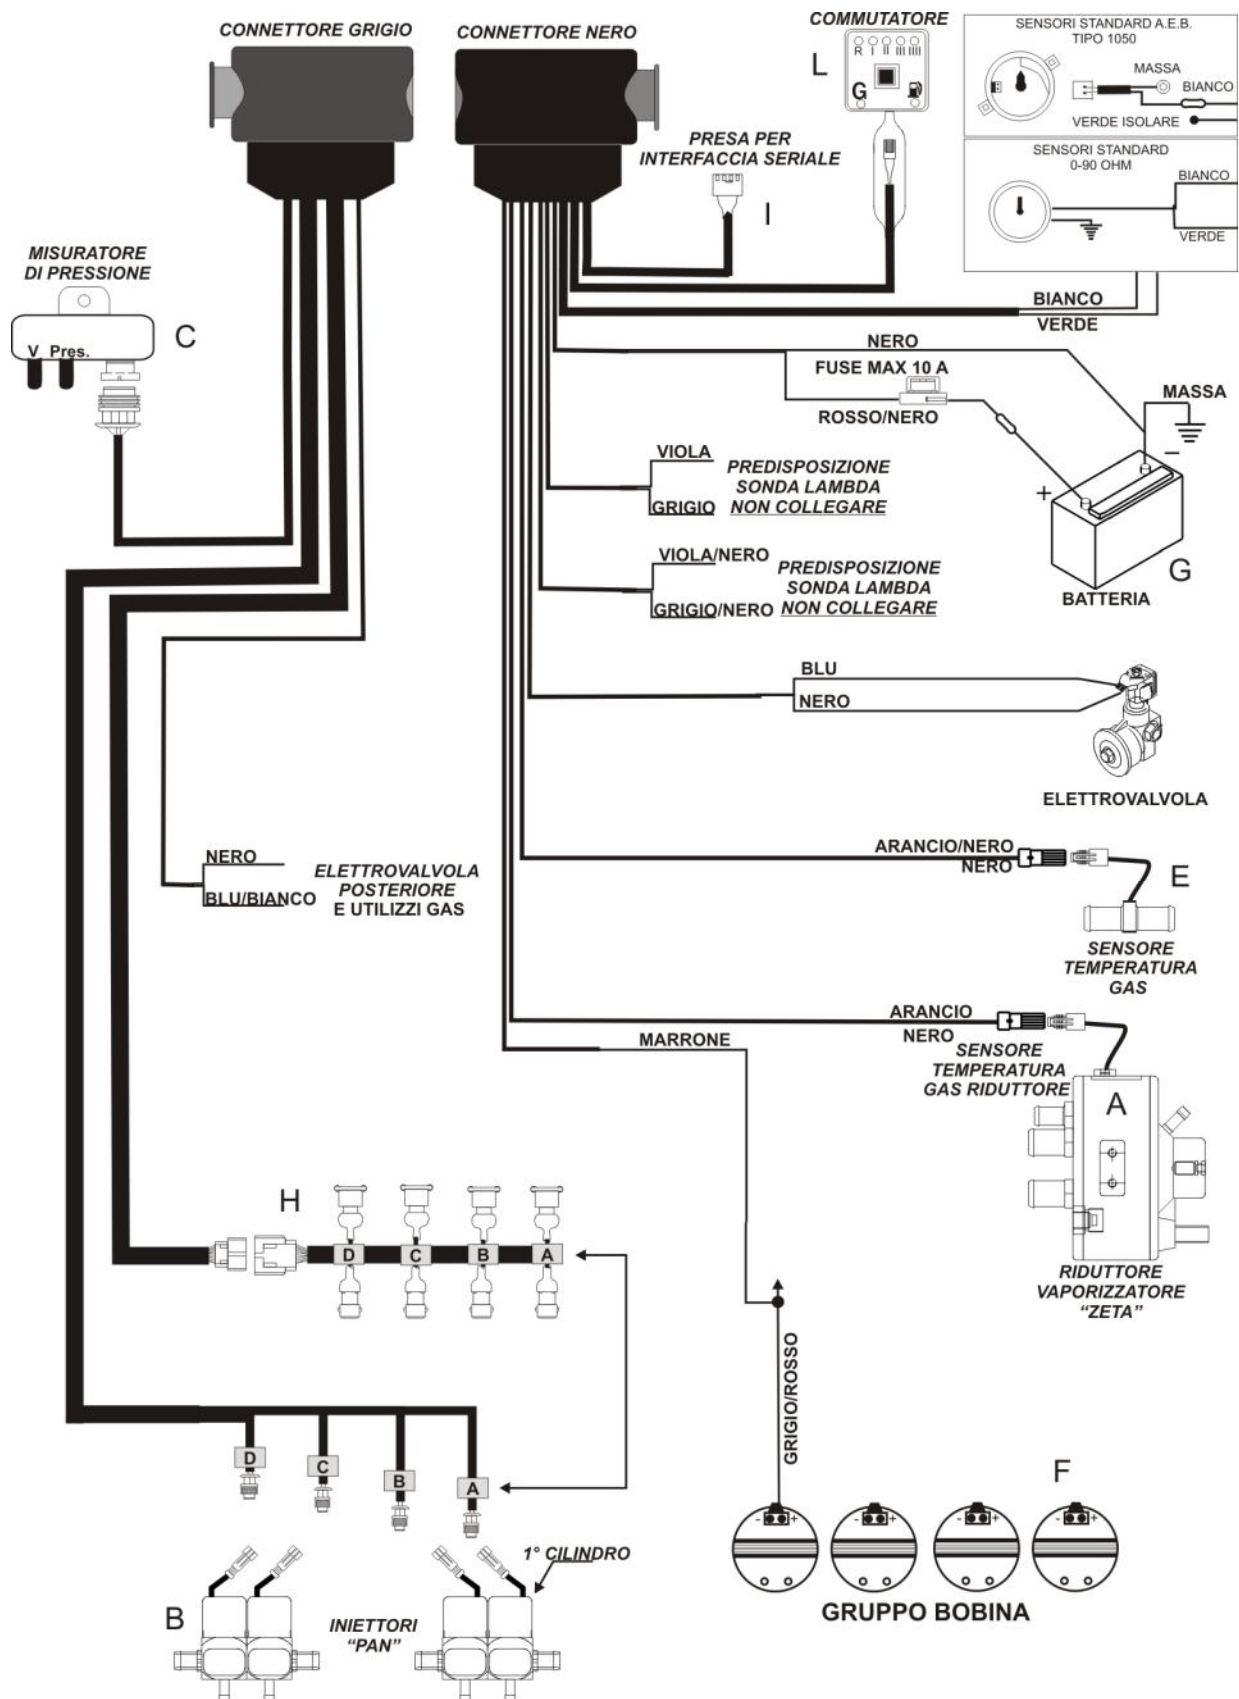 CONNETTORE GRIGIO
CONNETTORE NERO
COMMUTATORE
L
R I II III IIII
G
SENSORI STANDARD A.E.B.
TIPO 1050
MASSA
BIANCO
VERDE ISOLARE
SENSORI STANDARD
0-90 OHM
BIANCO
VERDE
PRESA PER
INTERFACCIA SERIALE
I
MISURATORE
DI PRESSIONE
C
V Pres.
BIANCO
VERDE
NERO
FUSE MAX 10 A
ROSSO/NERO
MASSA
-
+
G
BATTERIA
VIOLA
GRIGIO
PREDISPOSIZIONE
SONDA LAMBDA
NON COLLEGARE
VIOLA/NERO
GRIGIO/NERO
PREDISPOSIZIONE
SONDA LAMBDA
NON COLLEGARE
BLU
NERO
ELETTROVALVOLA
NERO
BLU/BIANCO
ELETTROVALVOLA
POSTERIORE
E UTILIZZI GAS
ARANCIO/NERO
NERO
E
SENSORE
TEMPERATURA
GAS
ARANCIO
NERO
MARRONE
SENSORE
TEMPERATURA
GAS RIDUTTORE
A
RIDUTTORE
VAPORIZZATORE
“ZETA”
H
D C B A
GRIGIO/ROSSO
D
C
B
A
F
- +
- +
- +
- +
GRUPPO BOBINA
1° CILINDRO
B
INIETTORI
“PAN”